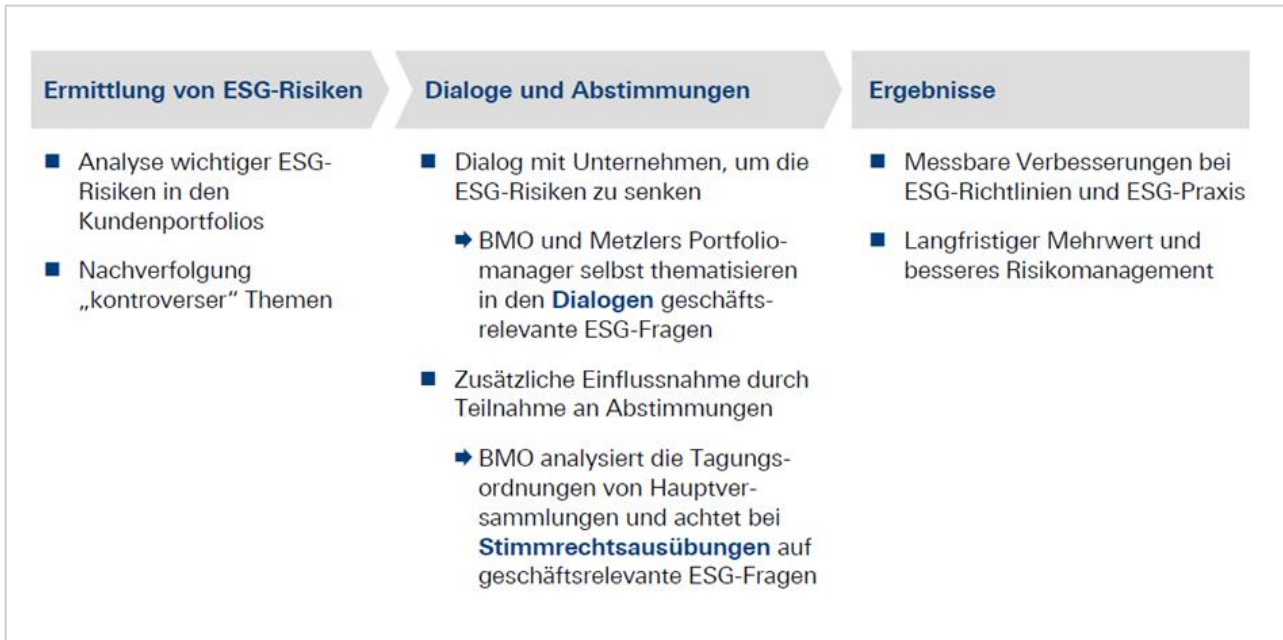 Ermittlung von ESG-Risiken
■ Analyse wichtiger ESG-
Risiken in den
Kundenportfolios
■ Nachverfolgung
„kontroverser“ Themen
Dialoge und Abstimmungen
■ Dialog mit Unternehmen, um die
ESG-Risiken zu senken
➡ BMO und Metzlers Portfolio-
manager selbst thematisieren
in den Dialogen geschäfts-
relevante ESG-Fragen
■ Zusätzliche Einflussnahme durch
Teilnahme an Abstimmungen
➡ BMO analysiert die Tagungs-
ordnungen von Hauptver-
sammlungen und achtet bei
Stimmrechtsausübungen auf
geschäftsrelevante ESG-Fragen
Ergebnisse
■ Messbare Verbesserungen bei
ESG-Richtlinien und ESG-Praxis
■ Langfristiger Mehrwert und
besseres Risikomanagement